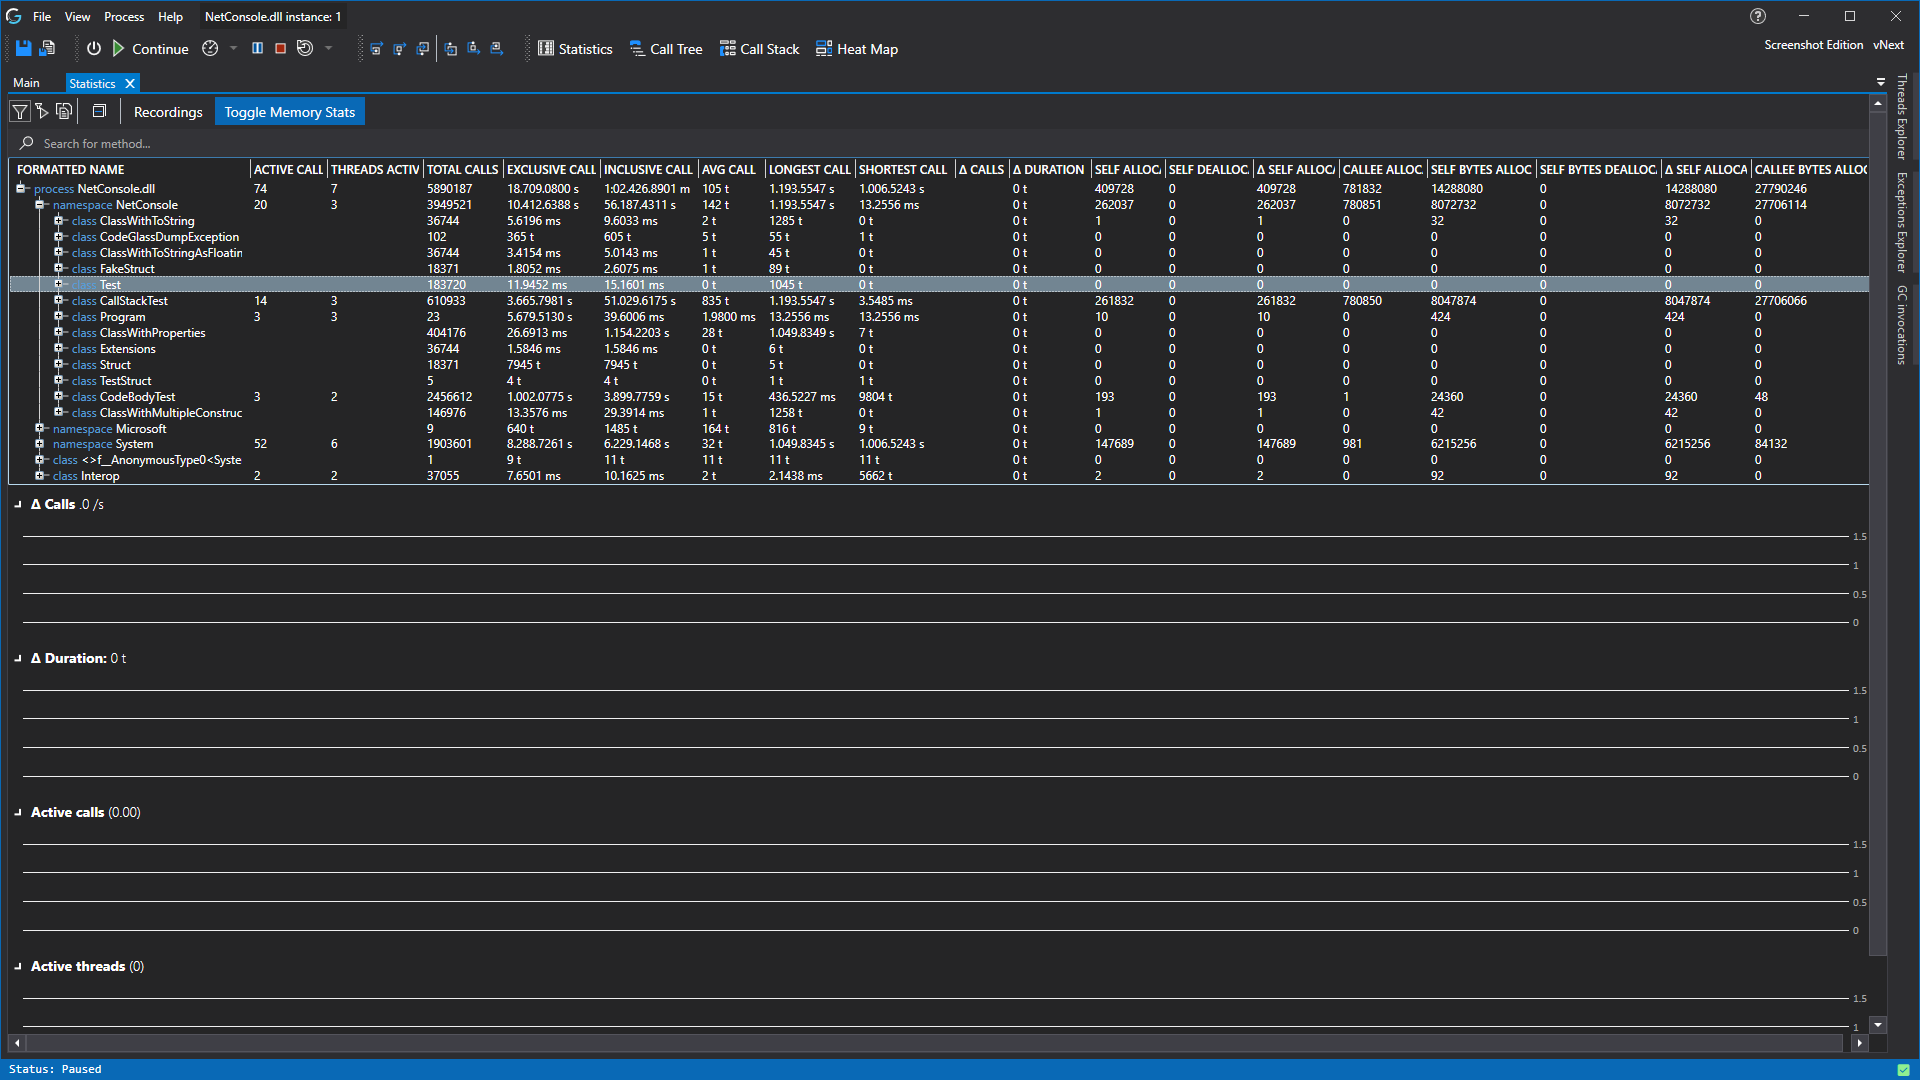 File View Process Help NetConsole.dll instance: 1
Continue Statistics Call Tree Call Stack Heat Map Screenshot Edition vNext
Main Statistics
Recordings Toggle Memory Stats
Search for method...
FORMATTED NAME ACTIVE CALL THREADS ACTIV TOTAL CALLS EXCLUSIVE CALL INCLUSIVE CALL AVG CALL LONGEST CALL SHORTEST CALL Δ CALLS Δ DURATION SELF ALLOCA SELF DEALLOC. Δ SELF ALLOCA CALLEE ALLOC SELF BYTES ALLOC SELF BYTES DEALLOC. Δ SELF ALLOCA CALLEE BYTES ALLOC
process NetConsole.dll 74 7 5890187 18.709.0800 s 1:02.426.8901 m 105 t 1.193.5547 s 1.006.5243 s 0 t 409728 0 409728 781832 14288080 0 14288080 27790246
namespace NetConsole 20 3 3949521 10.412.6388 s 56.187.4311 s 142 t 1.193.5547 s 13.2556 ms 0 t 262037 0 262037 780851 8072732 0 8072732 27706114
class ClassWithToString 36744 5.6196 ms 9.6033 ms 2 t 1285 t 0 t 0 t 1 0 1 0 32 0 32 0
class CodeGlassDumpException 102 365 t 605 t 5 t 55 t 1 t 0 t 0 0 0 0 0 0 0 0
class ClassWithToStringAsFloatin 36744 3.4154 ms 5.0143 ms 1 t 45 t 0 t 0 t 0 0 0 0 0 0 0 0
class FakeStruct 18371 1.8052 ms 2.6075 ms 1 t 89 t 0 t 0 t 0 0 0 0 0 0 0 0
class Test 183720 11.9452 ms 15.1601 ms 0 t 1045 t 0 t 0 t 0 0 0 0 0 0 0 0
class CallStackTest 14 3 610933 3.665.7981 s 51.029.6175 s 835 t 1.193.5547 s 3.5485 ms 0 t 261832 0 261832 780850 8047874 0 8047874 27706066
class Program 3 3 23 5.679.5130 s 39.6006 ms 1.9800 ms 13.2556 ms 13.2556 ms 0 t 10 0 10 0 424 0 424 0
class ClassWithProperties 404176 26.6913 ms 1.154.2203 s 28 t 1.049.8349 s 7 t 0 t 0 0 0 0 0 0 0 0
class Extensions 36744 1.5846 ms 1.5846 ms 0 t 6 t 0 t 0 t 0 0 0 0 0 0 0 0
class Struct 18371 7945 t 7945 t 0 t 5 t 0 t 0 t 0 0 0 0 0 0 0 0
class TestStruct 5 4 t 4 t 0 t 1 t 1 t 0 t 0 0 0 0 0 0 0 0
class CodeBodyTest 3 2 2456612 1.002.0775 s 3.899.7759 s 15 t 436.5227 ms 9804 t 0 t 193 0 193 1 24360 0 24360 48
class ClassWithMultipleConstruc 146976 13.3576 ms 29.3914 ms 1 t 1258 t 0 t 0 t 1 0 1 0 42 0 42 0
namespace Microsoft 9 640 t 1485 t 164 t 816 t 9 t 0 t 0 0 0 0 0 0 0 0
namespace System 52 6 1903601 8.288.7261 s 6.229.1468 s 32 t 1.049.8345 s 1.006.5243 s 0 t 147689 0 147689 981 6215256 0 6215256 84132
class <>f__AnonymousType0<Syste 1 9 t 11 t 11 t 11 t 11 t 0 t 0 0 0 0 0 0 0 0
class Interop 2 2 37055 7.6501 ms 10.1625 ms 2 t 2.1438 ms 5662 t 0 t 2 0 2 0 92 0 92 0
Δ Calls .0 /s
1.5
1
0.5
0
Δ Duration: 0 t
1.5
1
0.5
0
Active calls (0.00)
1.5
1
0.5
0
Active threads (0)
1.5
1
Status: Paused
Threads Explorer
Exceptions Explorer
GC invocations